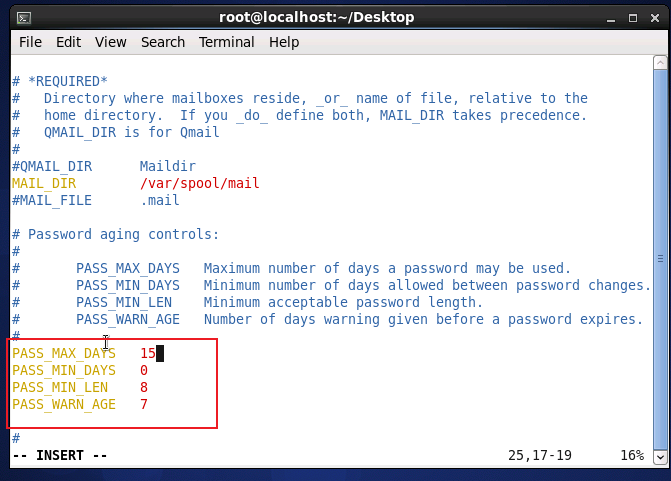 root@localhost:~/Desktop
File Edit View Search Terminal Help
# *REQUIRED*
#   Directory where mailboxes reside, _or_ name of file, relative to the
#   home directory.  If you _do_ define both, MAIL_DIR takes precedence.
#   QMAIL_DIR is for Qmail
#
#QMAIL_DIR      Maildir
MAIL_DIR        /var/spool/mail
#MAIL_FILE      .mail
# Password aging controls:
#
#       PASS_MAX_DAYS   Maximum number of days a password may be used.
#       PASS_MIN_DAYS   Minimum number of days allowed between password changes.
#       PASS_MIN_LEN    Minimum acceptable password length.
#       PASS_WARN_AGE   Number of days warning given before a password expires.
#
PASS_MAX_DAYS   15
PASS_MIN_DAYS   0
PASS_MIN_LEN    8
PASS_WARN_AGE   7
#
-- INSERT --                                                  25,17-19      16%